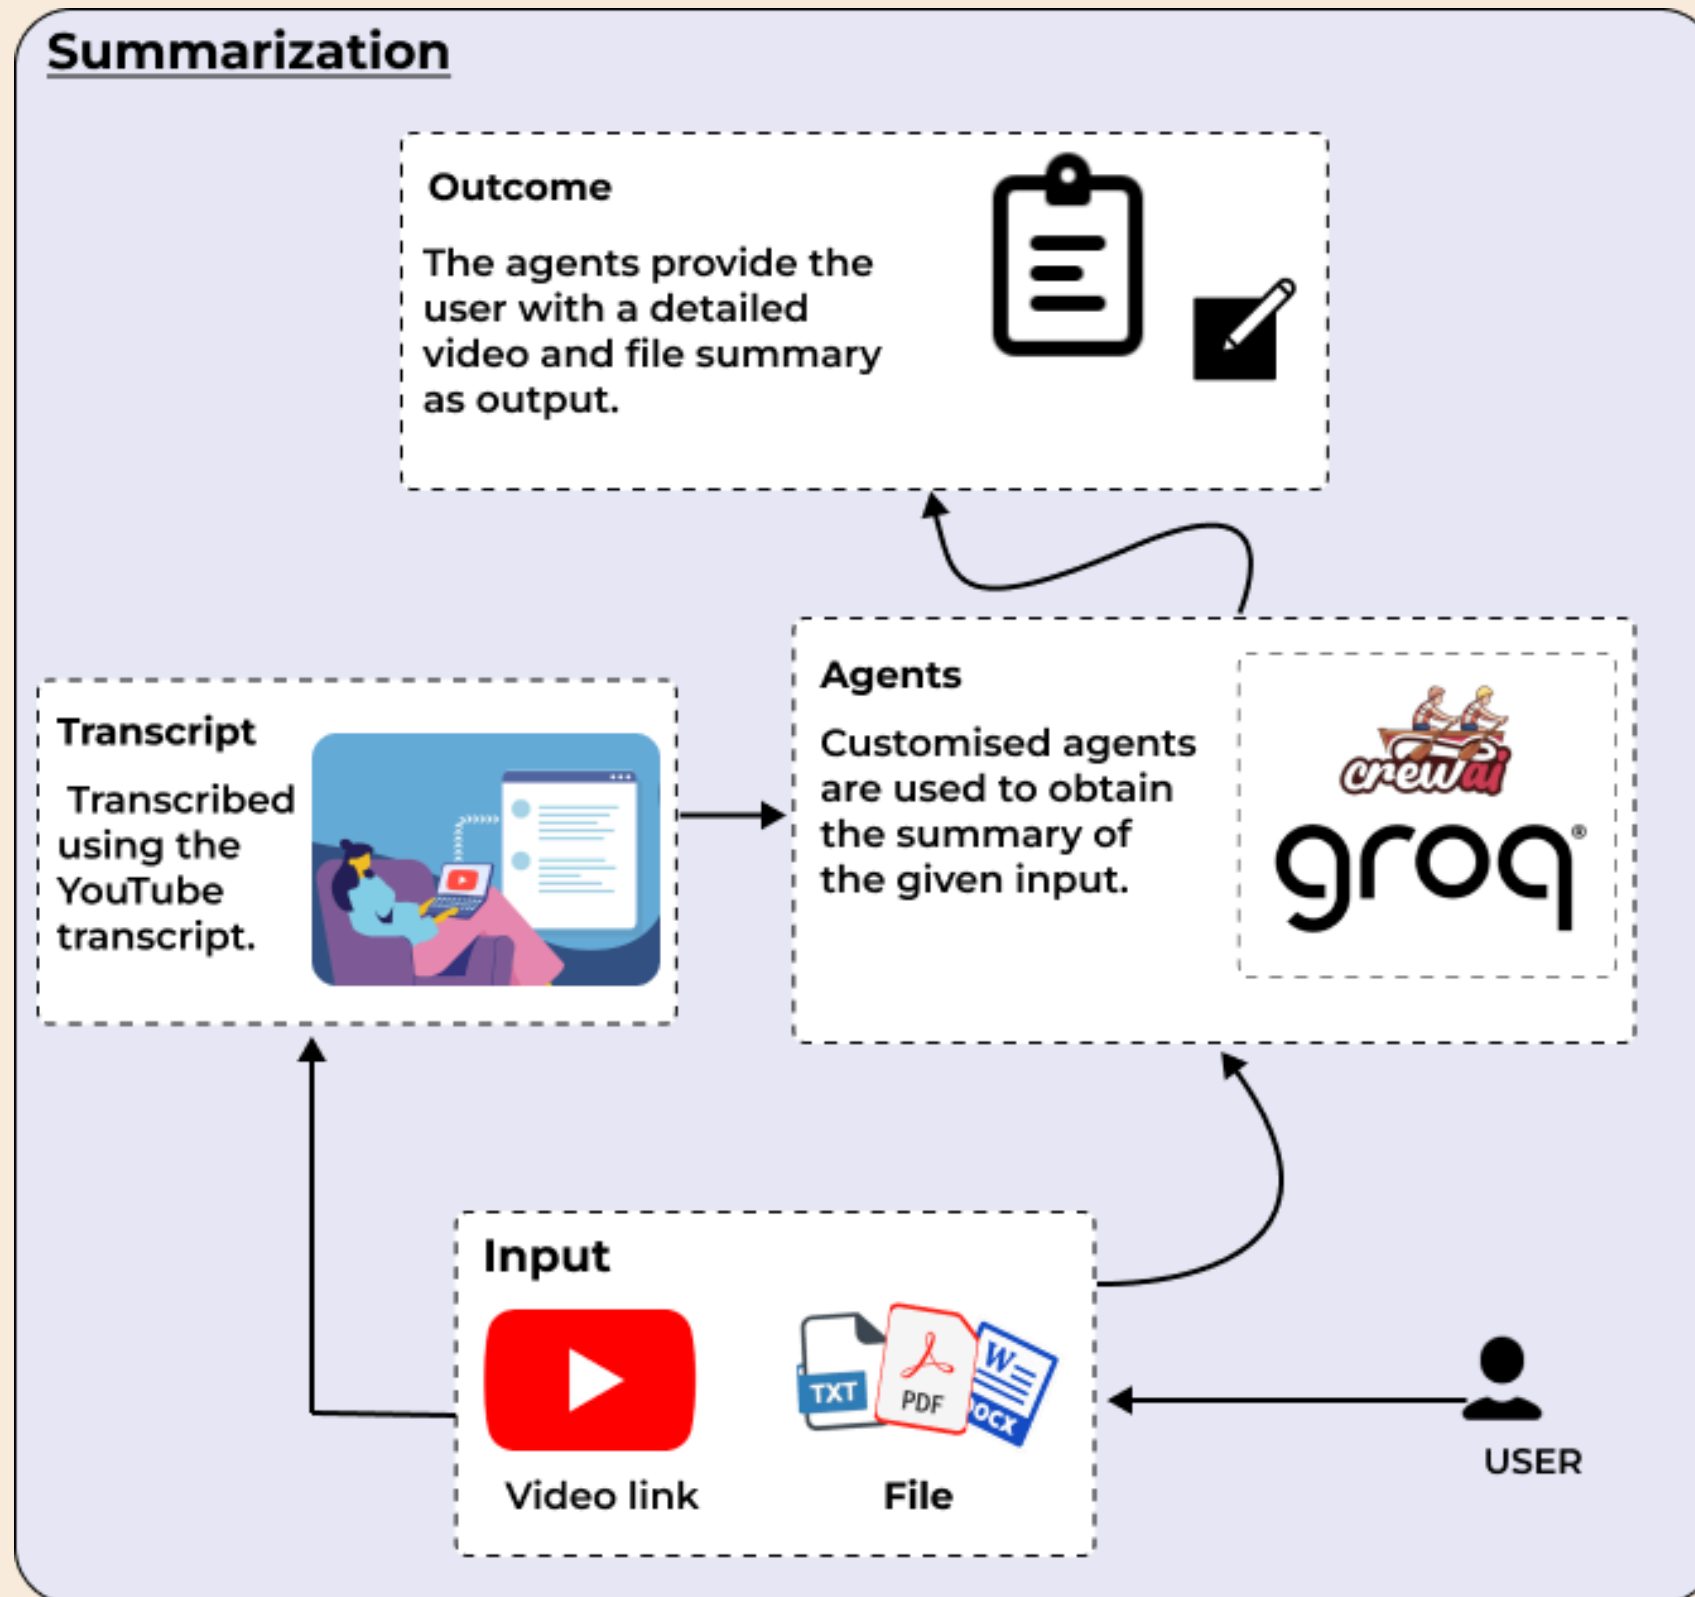 Summarization
Outcome
The agents provide the
user with a detailed
video and file summary
as output.
Transcript
Transcribed
using the
YouTube
transcript.
Agents
Customised agents
are used to obtain
the summary of
the given input.
crewai
groq®
Input
TXT
PDF
W
DOCX
Video link
File
USER